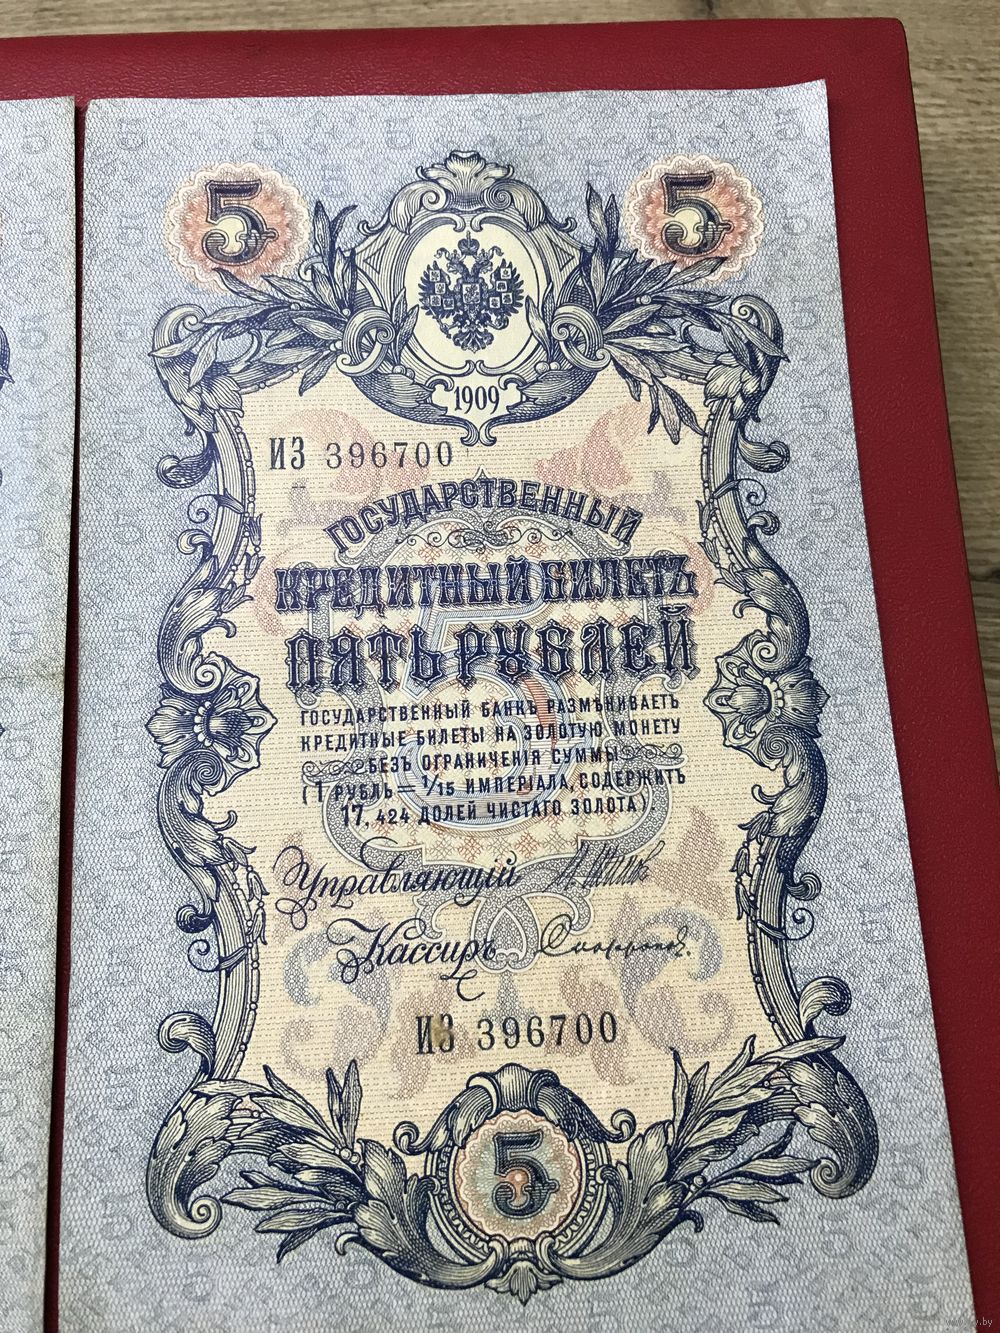 5 5
1909
ИЗ 396700
ГОСУДАРСТВЕННЫЙ
КРЕДИТНЫЙ БИЛЕТЪ
ПЯТЬ РУБЛЕЙ
ГОСУДАРСТВЕННЫЙ БАНКЪ РАЗМѢНИВАЕТЪ
КРЕДИТНЫЕ БИЛЕТЫ НА ЗОЛОТУЮ МОНЕТУ
БЕЗЪ ОГРАНИЧЕНІЯ СУММЫ
(1 РУБЛЬ = 1/15 ИМПЕРІАЛА, СОДЕРЖИТЪ
17,424 ДОЛЕЙ ЧИСТАГО ЗОЛОТА).
Управляющій
Кассиръ
ИЗ 396700
5